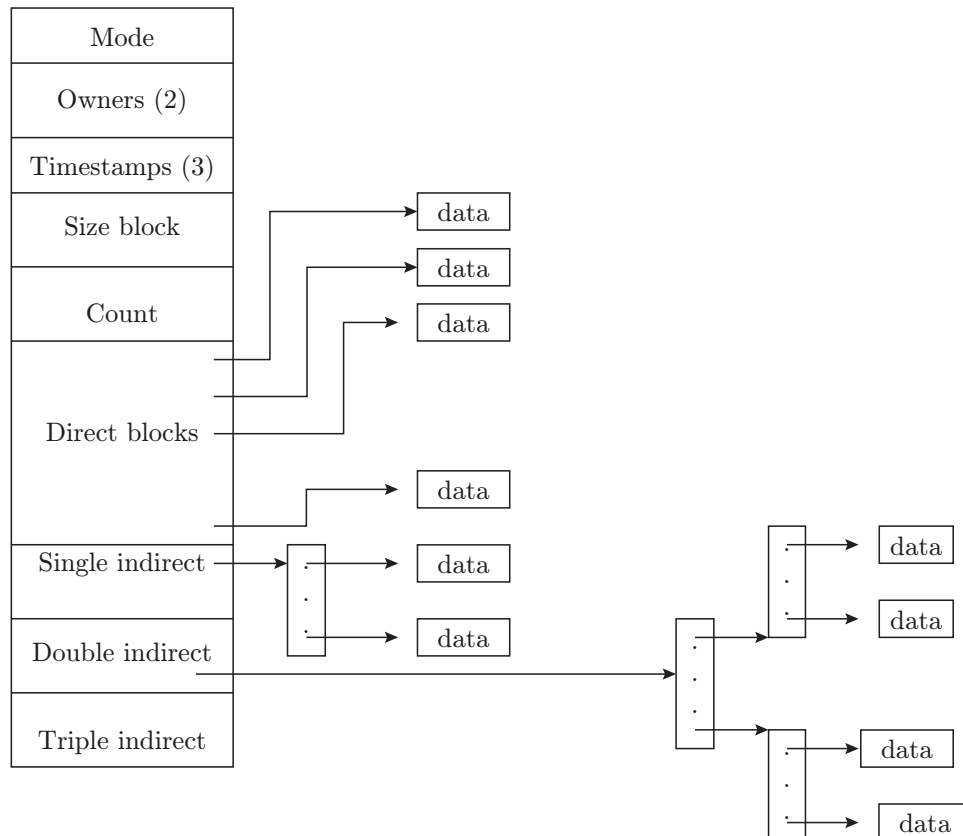 Mode
Owners (2)
Timestamps (3)
Size block
Count
Direct blocks
Single indirect
Double indirect
Triple indirect
data
data
data
data
data
data
data
data
data
data